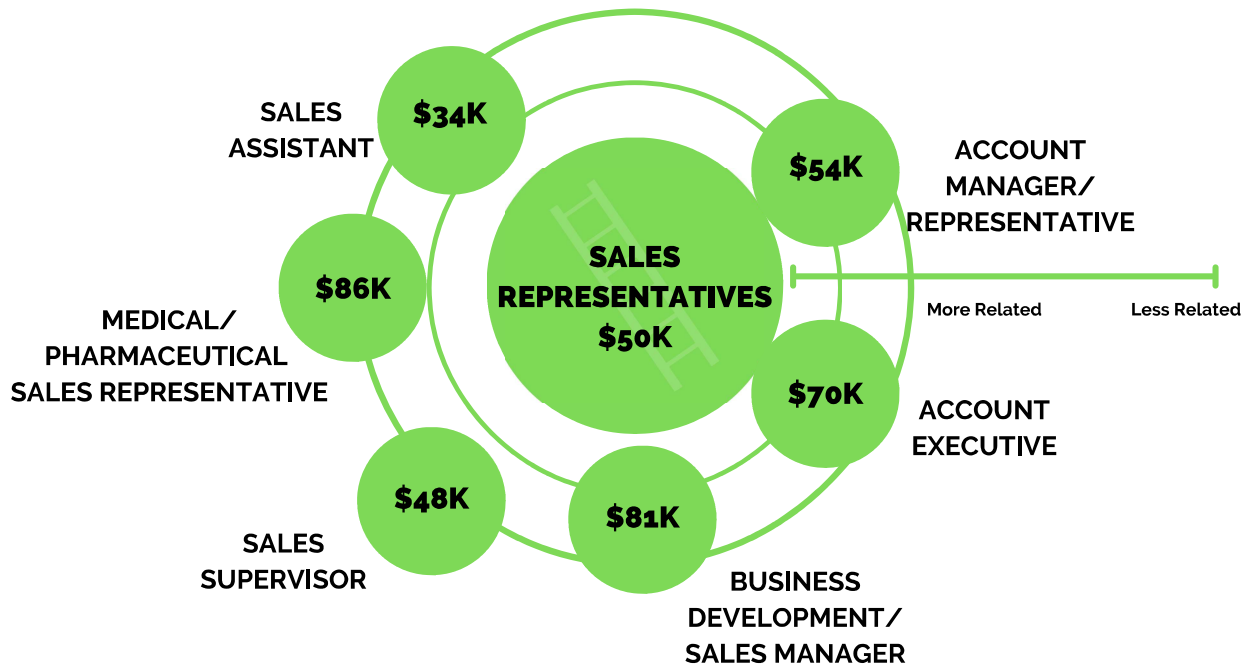 $34K
SALES
ASSISTANT
$54K
ACCOUNT
MANAGER/
REPRESENTATIVE
SALES
REPRESENTATIVES
$50K
$86K
More Related
Less Related
MEDICAL/
PHARMACEUTICAL
SALES REPRESENTATIVE
$70K
ACCOUNT
EXECUTIVE
$48K
SALES
SUPERVISOR
$81K
BUSINESS
DEVELOPMENT/
SALES MANAGER